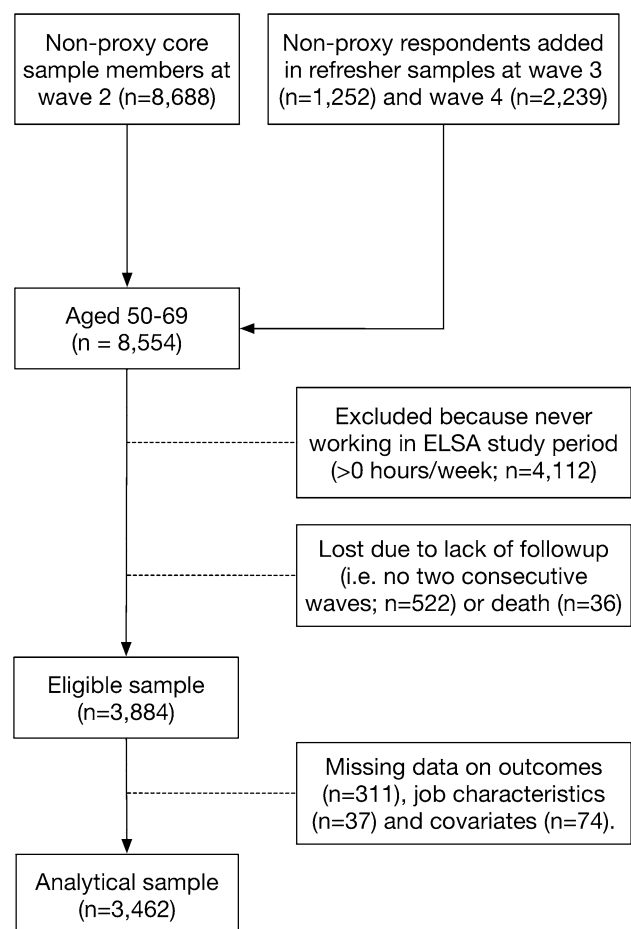 Non-proxy core
sample members at
wave 2 (n=8,688)
Non-proxy respondents added
in refresher samples at wave 3
(n=1,252) and wave 4 (n=2,239)
Aged 50-69
(n = 8,554)
Excluded because never
working in ELSA study period
(>0 hours/week; n=4,112)
Lost due to lack of followup
(i.e. no two consecutive
waves; n=522) or death (n=36)
Eligible sample
(n=3,884)
Missing data on outcomes
(n=311), job characteristics
(n=37) and covariates (n=74).
Analytical sample
(n=3,462)